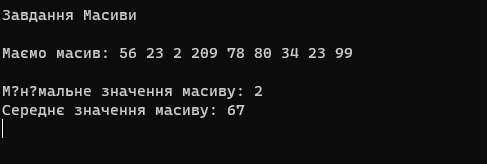 Завдання Масиви
Маємо масив: 56 23 2 209 78 80 34 23 99
М?н?мальне значення масиву: 2
Середнє значення масиву: 67